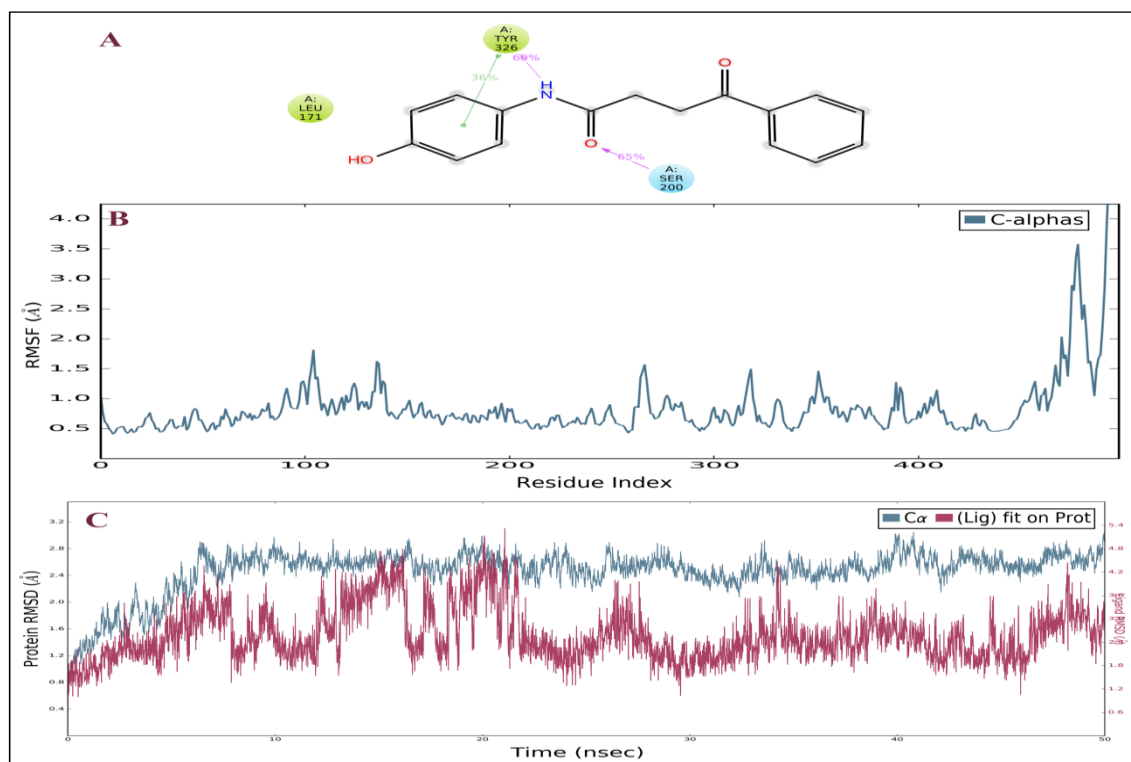 A
A:
TYR
326
69%
36%
H
N
O
A:
LEU
171
HO
O
65%
A:
SER
200
B
C-alphas
4.0
3.5
3.0
2.5
2.0
1.5
1.0
0.5
RMSF (Å)
0 100 200 300 400
Residue Index
C
Cα (Lig) fit on Prot
3.2
2.8
2.4
2.0
1.6
1.2
0.8
0.4
Protein RMSD (Å)
5.4
4.8
4.2
1.8
1.2
0.6
RMSD (Å)
0 10 20 30 40 50
Time (nsec)